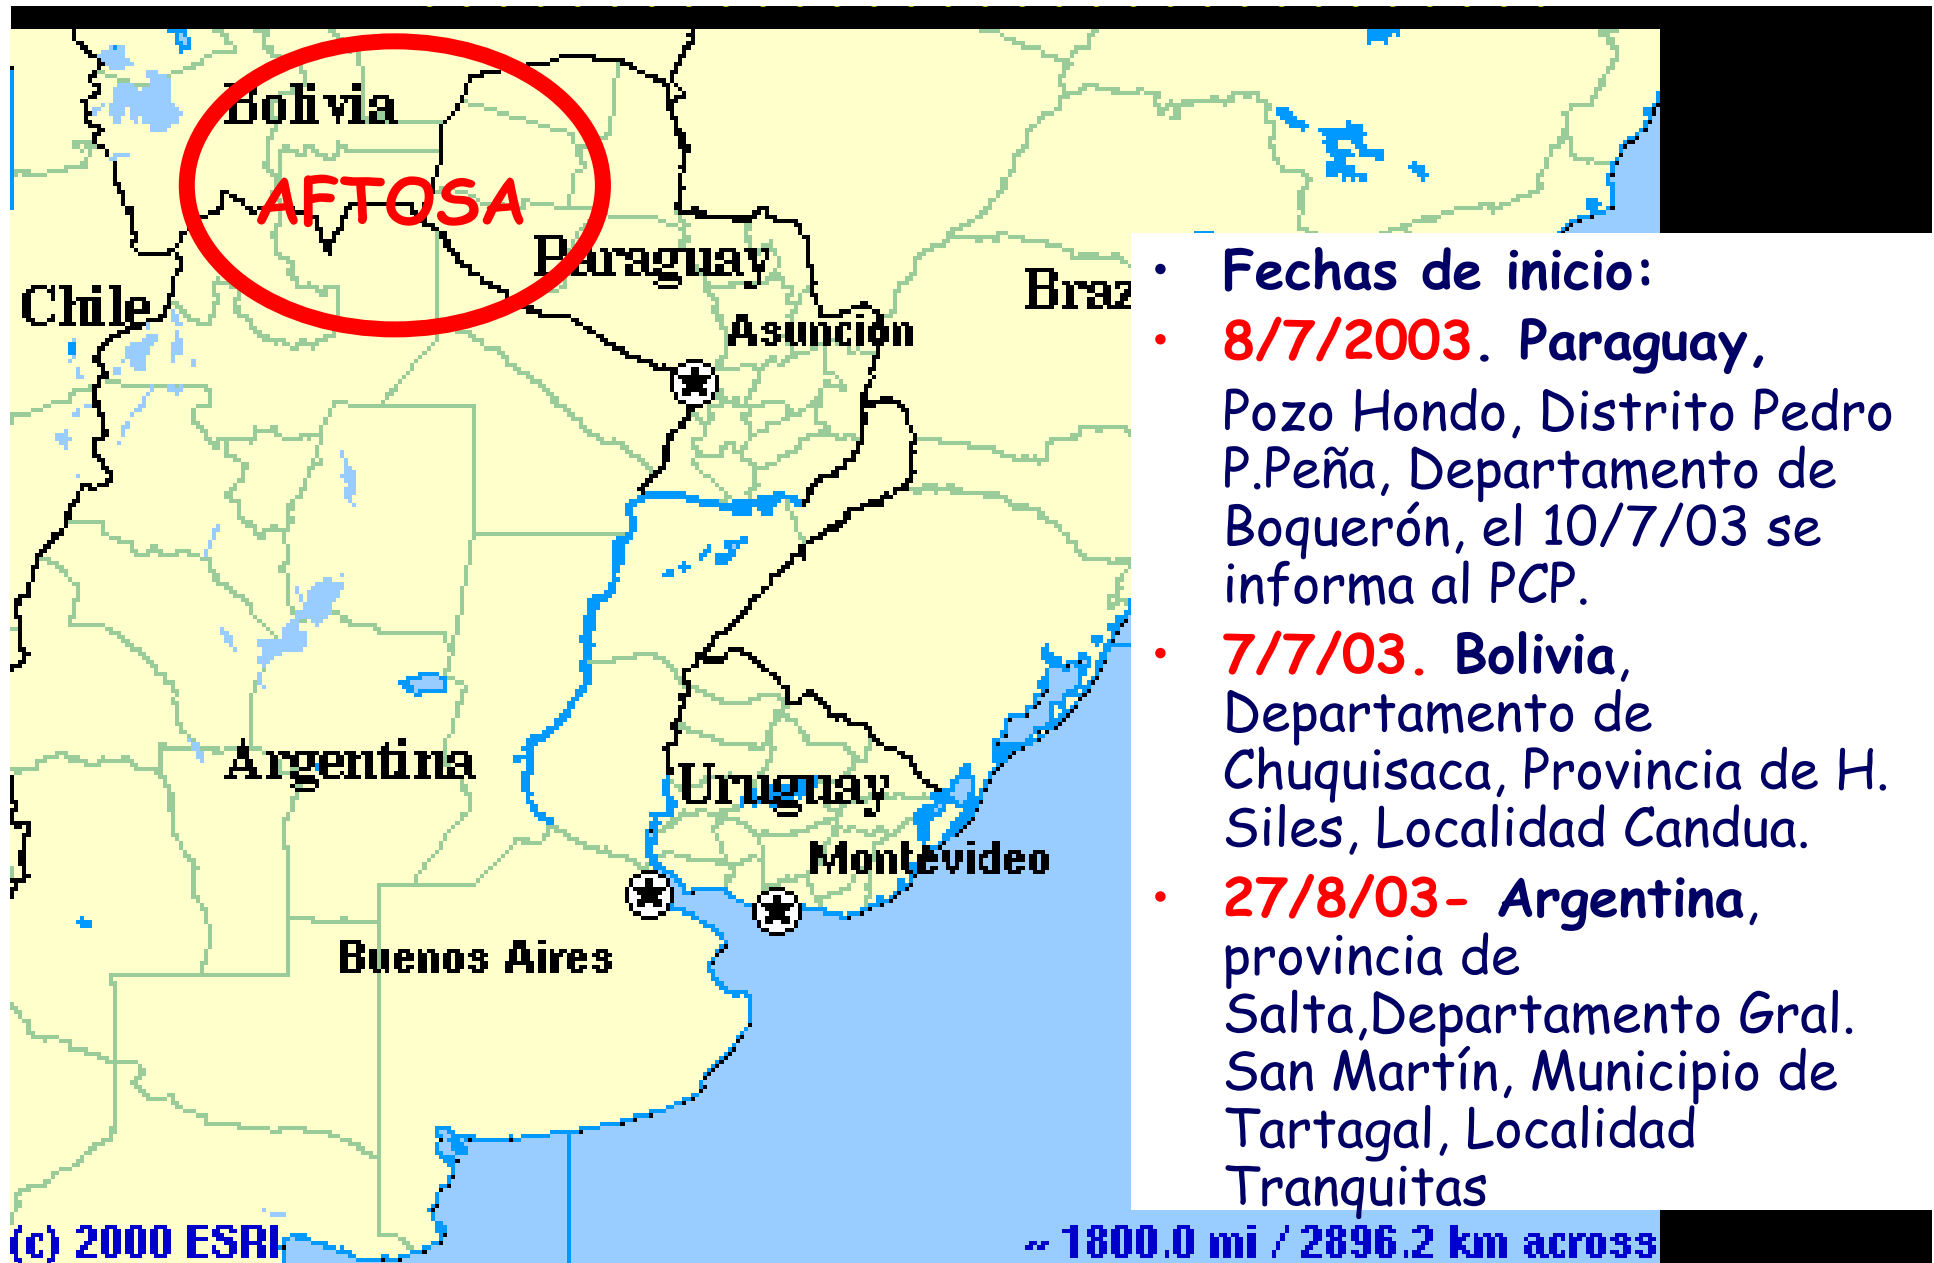 Bolivia
AFTOSA
Paraguay
Chile
Braz
Asunción
Argentina
Uruguay
Montevideo
Buenos Aires
(c) 2000 ESRI
~ 1800.0 mi / 2896.2 km across
• Fechas de inicio:
• 8/7/2003. Paraguay,
Pozo Hondo, Distrito Pedro
P.Peña, Departamento de
Boquerón, el 10/7/03 se
informa al PCP.
• 7/7/03. Bolivia,
Departamento de
Chuquisaca, Provincia de H.
Siles, Localidad Candua.
• 27/8/03- Argentina,
provincia de
Salta,Departamento Gral.
San Martín, Municipio de
Tartagal, Localidad
Tranquitas